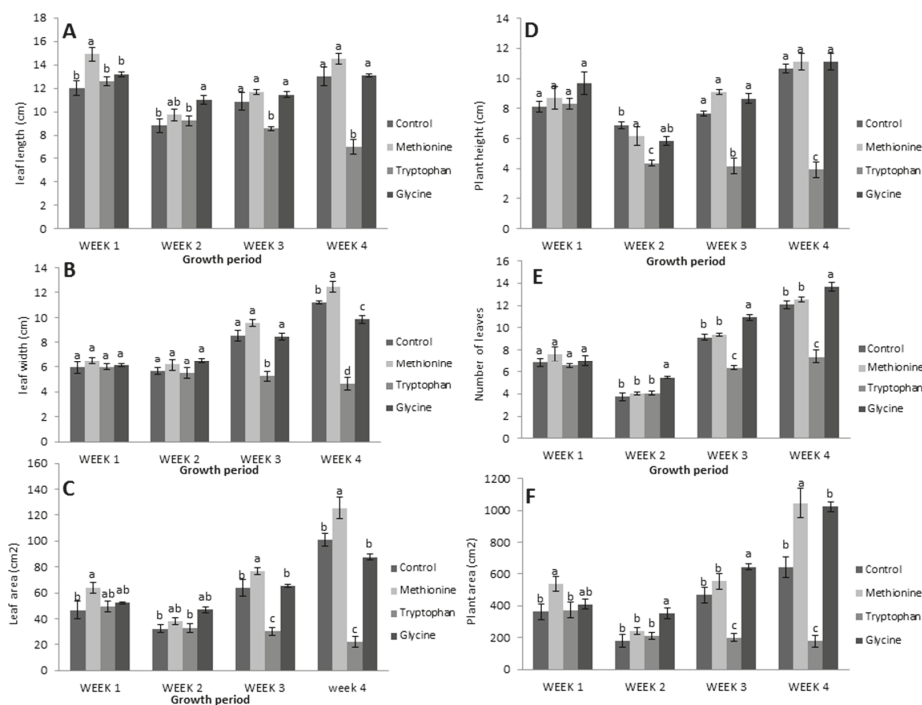 A
leaf length (cm)
18
16
14
12
10
8
6
4
2
0
b a b b
b ab b a
a a b a
a a b a
WEEK 1 WEEK 2 WEEK 3 WEEK 4
Growth period
Control
Methionine
Tryptophan
Glycine
D
Plant height (cm)
14
12
10
8
6
4
2
0
a a a a
b a c ab
a a b a
a a c a
WEEK 1 WEEK 2 WEEK 3 WEEK 4
Growth period
Control
Methionine
Tryptophan
Glycine
B
leaf width (cm)
14
12
10
8
6
4
2
0
a a a a
a a a a
b a b b
b a d c
WEEK 1 WEEK 2 WEEK 3 WEEK 4
Growth period
Control
Methionine
Tryptophan
Glycine
E
Number of leaves
16
14
12
10
8
6
4
2
0
a a a a
b b b a
b b c a
b b c a
WEEK 1 WEEK 2 WEEK 3 WEEK 4
Growth period
Control
Methionine
Tryptophan
Glycine
C
Leaf area (cm2)
160
140
120
100
80
60
40
20
0
b a ab ab
b ab b a
b a c b
b a c b
WEEK 1 WEEK 2 WEEK 3 week 4
Growth period
Control
Methionine
Tryptophan
Glycine
F
Plant area (cm2)
1200
1000
800
600
400
200
0
b a b ab
b b b a
b b c a
b a c b
WEEK 1 WEEK 2 WEEK 3 WEEK 4
Control
Methionine
Tryptophan
Glycine